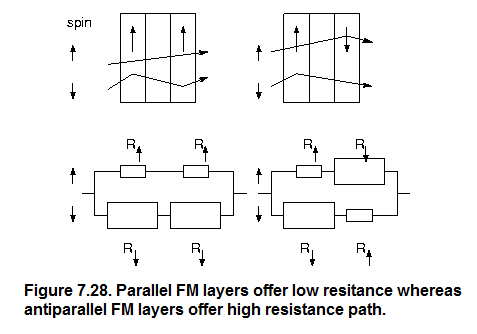 spin
R R R R
R R R R
Figure 7.28. Parallel FM layers offer low resitance whereas
antiparallel FM layers offer high resistance path.